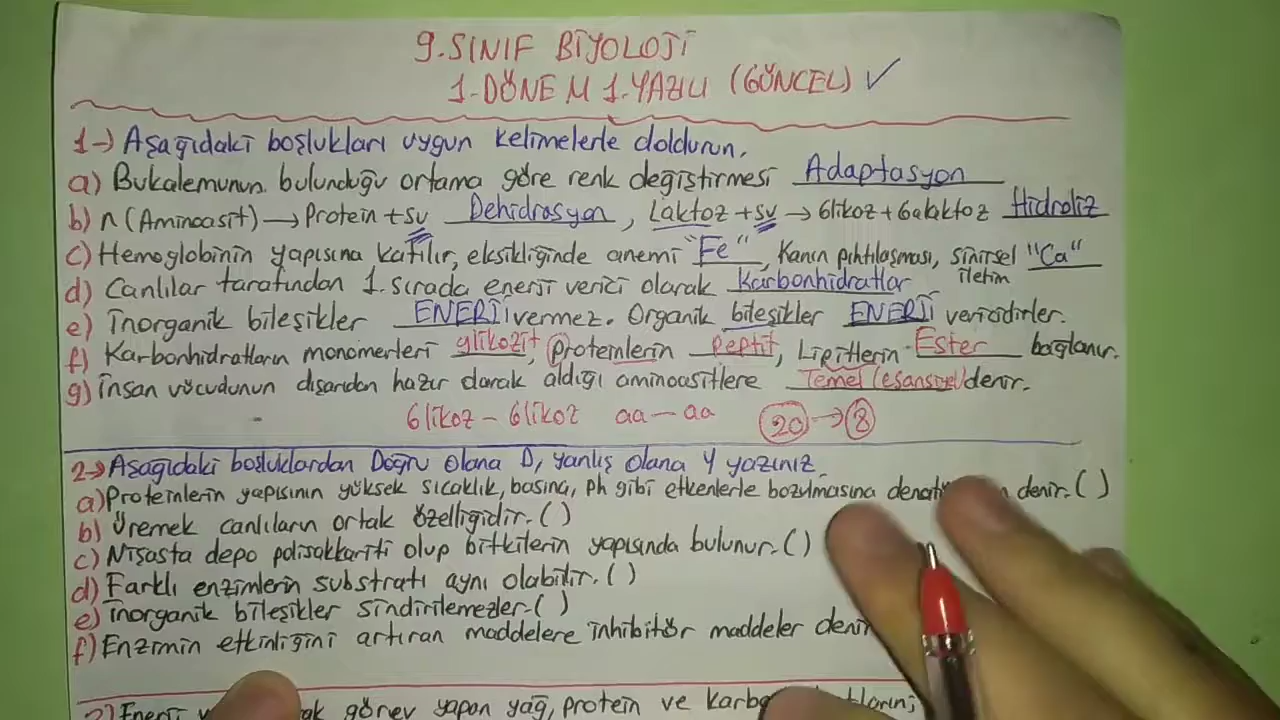 9.SINIF BİYOLOJİ
1.DÖNEM 1.YAZILI (GÜNCEL) ✓
1→) Aşağıdaki boşlukları uygun kelimelerle doldurun.
a) Bukalemunun bulunduğu ortama göre renk değiştirmesi Adaptasyon
b) n(Aminoasit) → Protein + su Dehidrasyon, Laktoz + su → Glikoz + Galaktoz Hidroliz
c) Hemoglobinin yapısına katılır, eksikliğinde anemi "Fe", Kanın pıhtılaşması, sinirsel "Ca"
iletim
d) Canlılar tarafından 1. sırada enerji verici olarak Karbonhidratlar
e) İnorganik bileşikler ENERJİ vermez. Organik bileşikler ENERJİ vericidirler.
f) Karbonhidratların monomerleri glikozit, Proteinlerin Peptit, Lipitlerin Ester bağlanır.
g) İnsan vücudunun dışarıdan hazır olarak aldığı aminoasitlere Temel (esansiyel) denir.
Glikoz - Glikoz aa — aa 20 → 8
2→) Aşağıdaki boşluklardan Doğru olana D, yanlış olana Y yazınız.
a) Proteinlerin yapısının yüksek sıcaklık, basınç, Ph gibi etkenlerle bozulmasına denir. ( )
b) Üremek canlıların ortak özelliğidir. ( )
c) Nişasta depo polisakkariti olup bitkilerin yapısında bulunur. ( )
d) Farklı enzimlerin substratı aynı olabilir. ( )
e) İnorganik bileşikler sindirilemezler. ( )
f) Enzimin etkinliğini artıran maddelere inhibitör maddeler denir
3) Enerji görev yapan yağ, protein ve